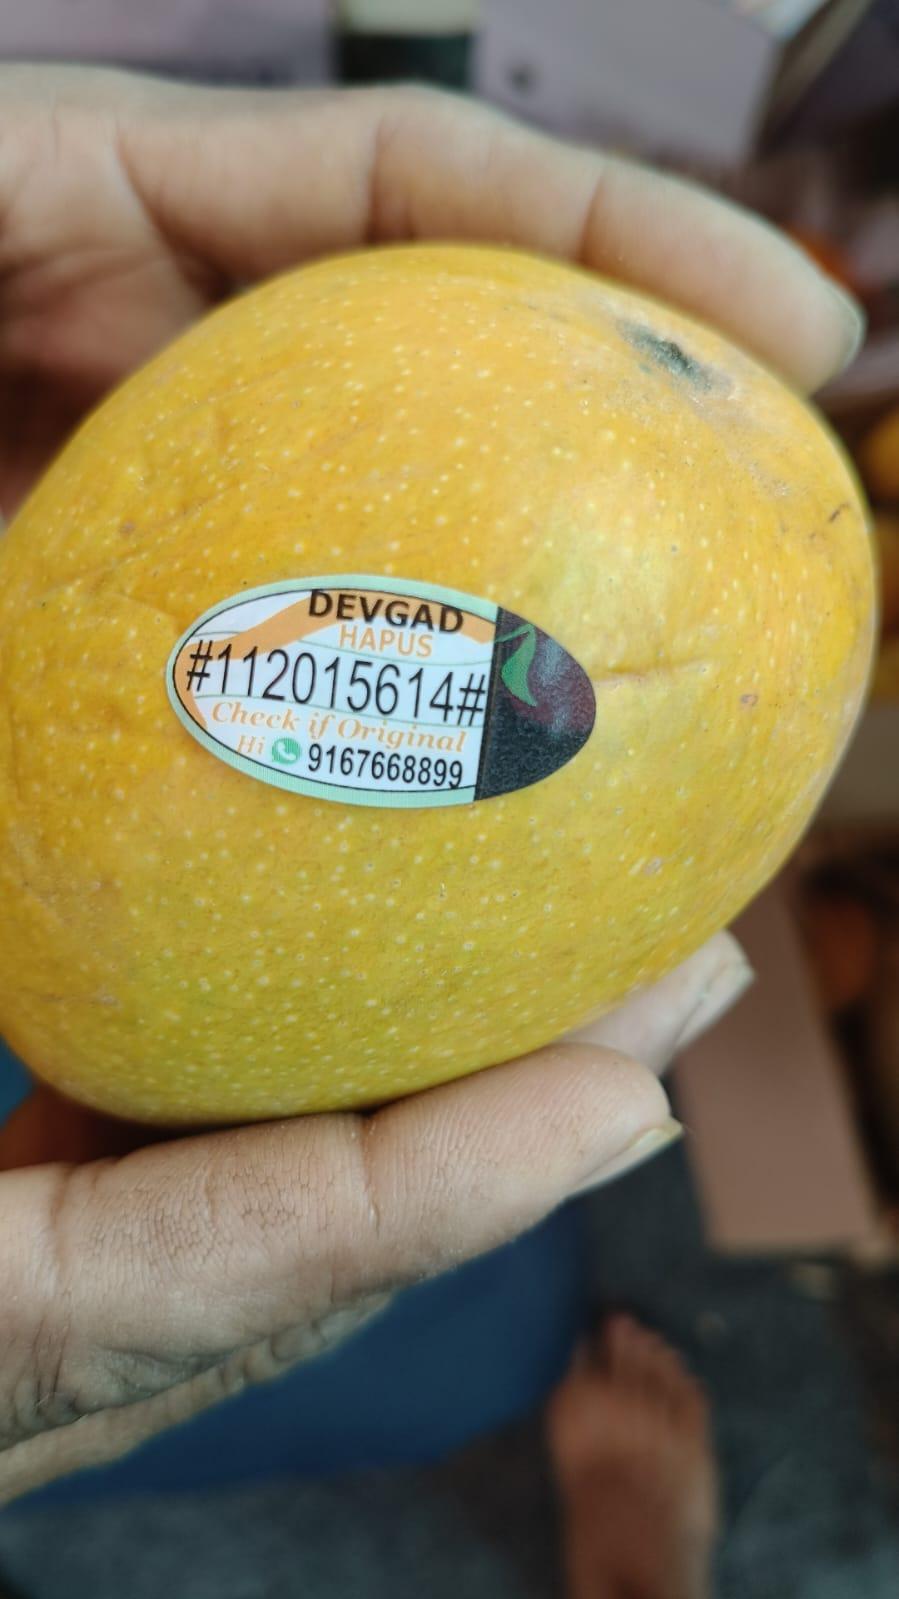 DEVGAD
HAPUS
#112015614#
Check if Original
Hi 9167668899